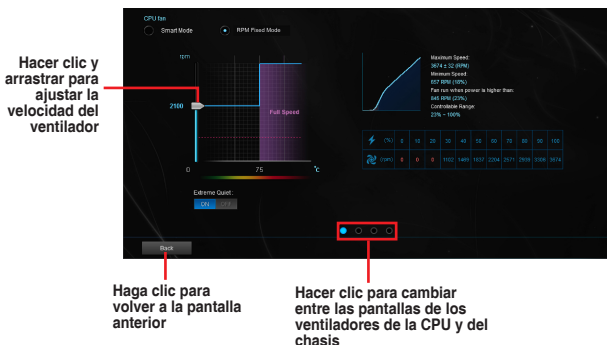 CPU fan
Smart Mode
RPM Fixed Mode
Hacer clic y
arrastrar para
ajustar la
velocidad del
ventilador
rpm
2100
Full Speed
0
75
°c
Maximum Speed:
3674 ± 32 (RPM)
Minimum Speed:
657 RPM (18%)
Fan run when power is higher than:
845 RPM (23%)
Controllable Range:
23% ~ 100%
(%) 0 10 20 30 40 50 60 70 80 90 100
(rpm) 0 0 0 1102 1469 1837 2204 2571 2939 3306 3674
Extreme Quiet:
ON OFF
Back
Haga clic para
volver a la pantalla
anterior
Hacer clic para cambiar
entre las pantallas de los
ventiladores de la CPU y del
chasis